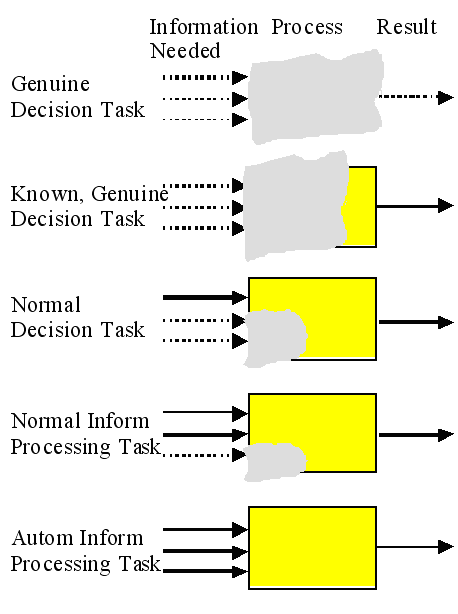 Information Process Result
Needed
Genuine
Decision Task
Known, Genuine
Decision Task
Normal
Decision Task
Normal Inform
Processing Task
Autom Inform
Processing Task